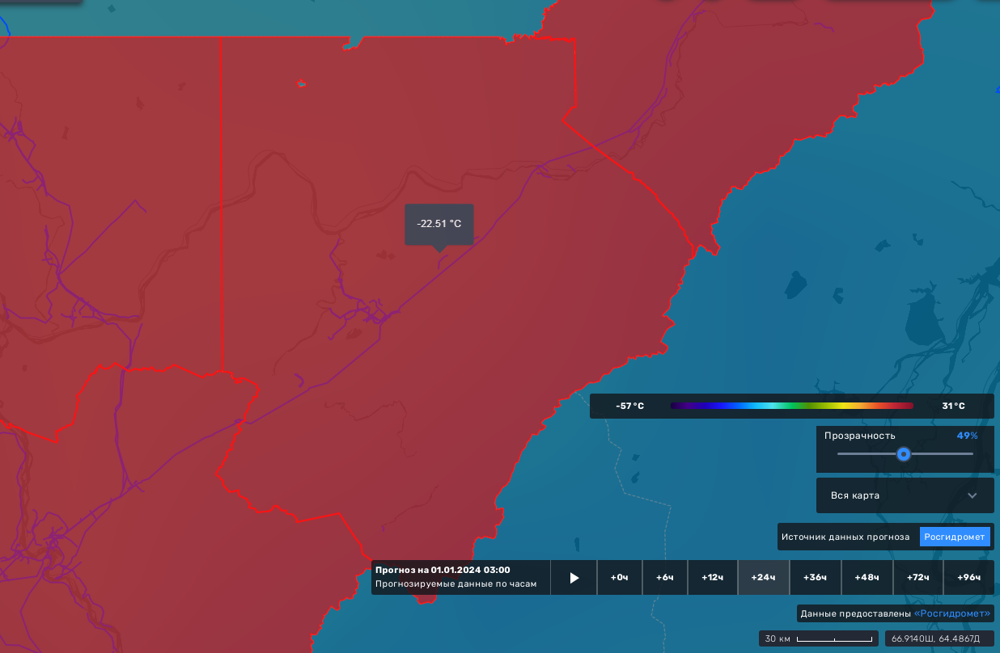 -22.51 °C
-57°C 31°C
Прозрачность 49%
Вся карта
Источник данных прогноза Росгидромет
Прогноз на 01.01.2024 03:00
Прогнозируемые данные по часам
+0ч +6ч +12ч +24ч +36ч +48ч +72ч +96ч
Данные предоставлены «Росгидромет»
30 км 66.9140Ш, 64.4867Д